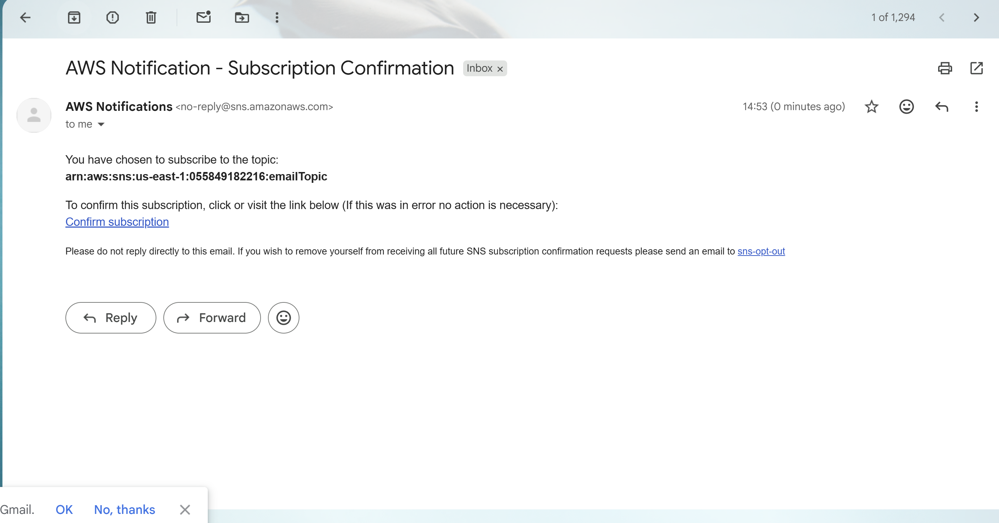 1 of 1,294
AWS Notification - Subscription Confirmation Inbox ×
AWS Notifications <no-reply@sns.amazonaws.com> 14:53 (0 minutes ago)
to me
You have chosen to subscribe to the topic:
arn:aws:sns:us-east-1:055849182216:emailTopic
To confirm this subscription, click or visit the link below (If this was in error no action is necessary):
Confirm subscription
Please do not reply directly to this email. If you wish to remove yourself from receiving all future SNS subscription confirmation requests please send an email to sns-opt-out
Reply Forward
Gmail. OK No, thanks